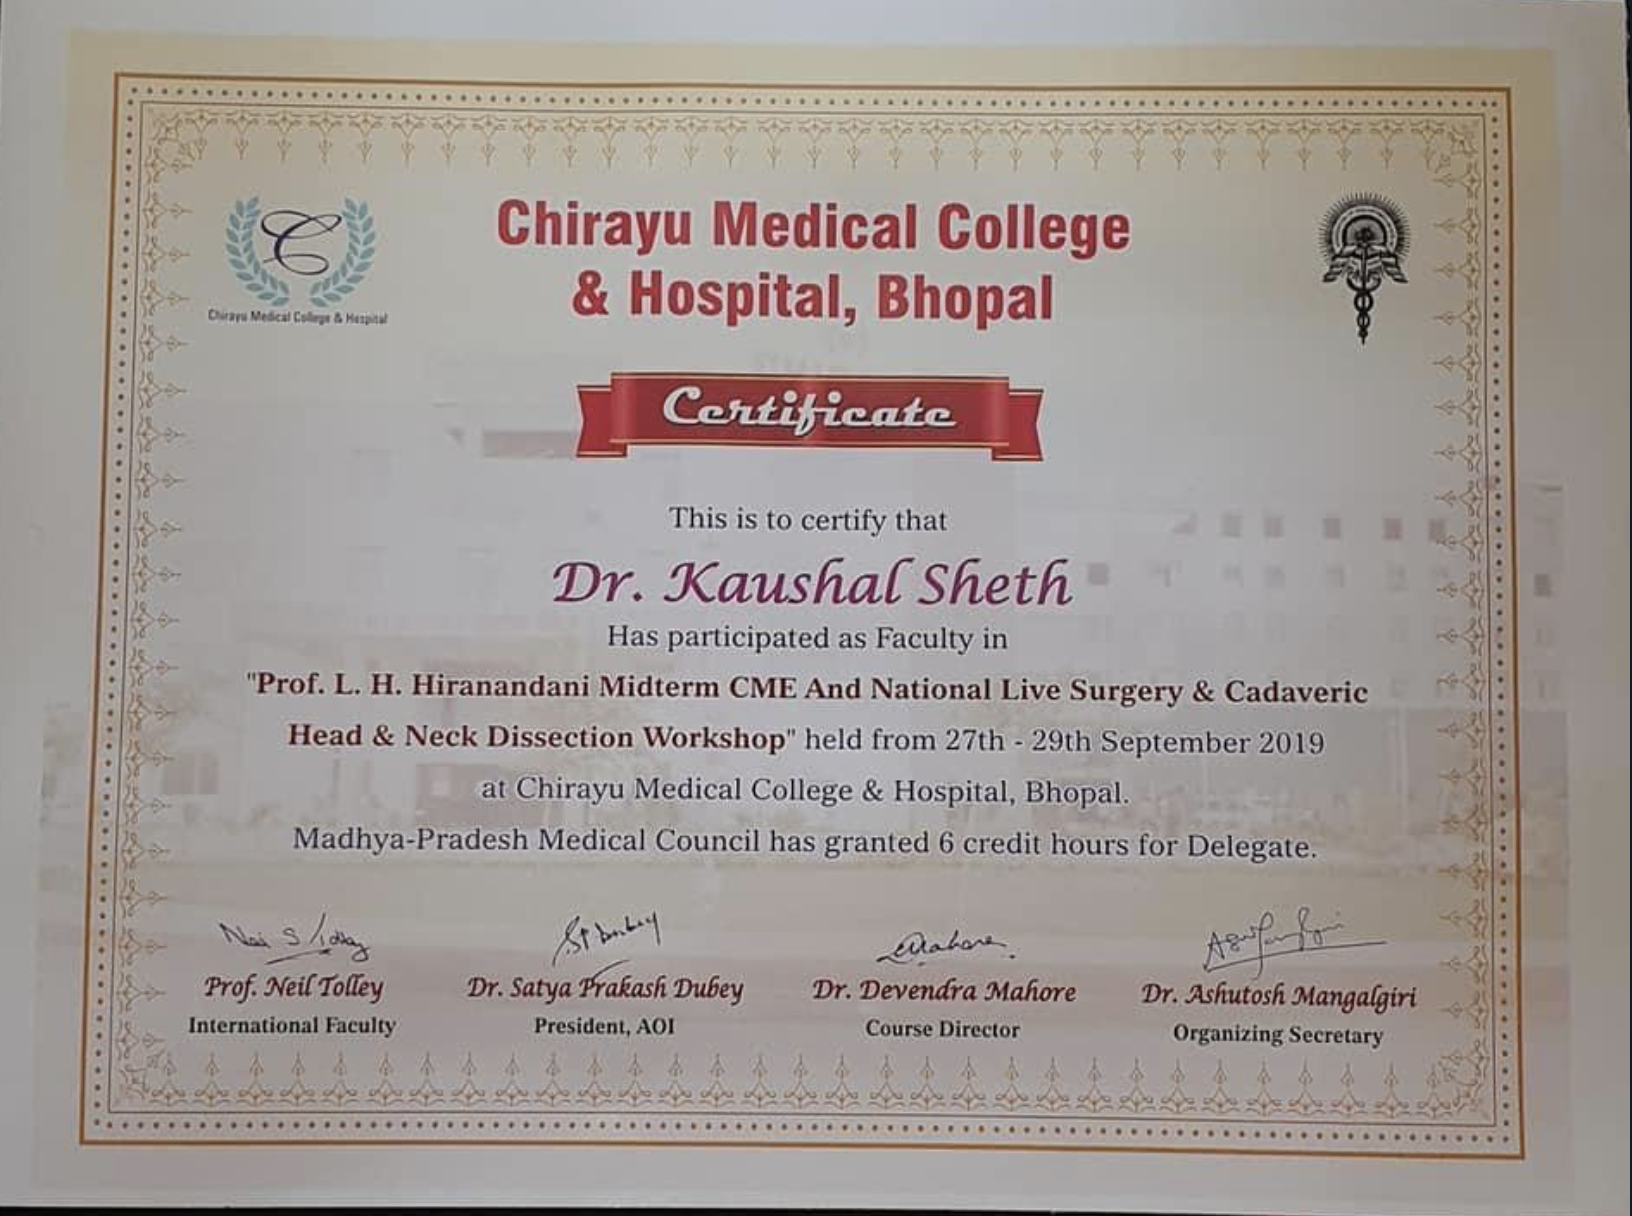 Chirayu Medical College
& Hospital, Bhopal
Chirayu Medical College & Hospital
Certificate
This is to certify that
Dr. Kaushal Sheth
Has participated as Faculty in
"Prof. L. H. Hiranandani Midterm CME And National Live Surgery & Cadaveric
Head & Neck Dissection Workshop" held from 27th - 29th September 2019
at Chirayu Medical College & Hospital, Bhopal.
Madhya-Pradesh Medical Council has granted 6 credit hours for Delegate.
Prof. Neil Tolley
International Faculty
Dr. Satya Prakash Dubey
President, AOI
Dr. Devendra Mahore
Course Director
Dr. Ashutosh Mangalgiri
Organizing Secretary